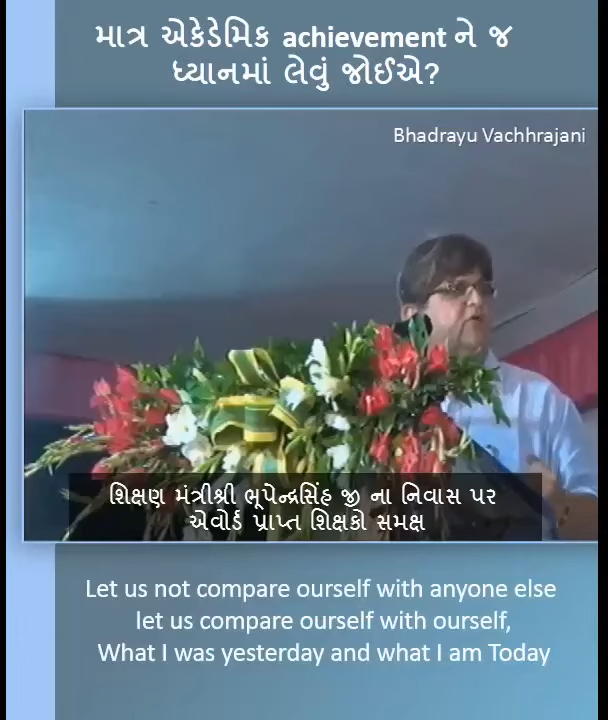 માત્ર એકેડેમિક achievement ને જ
ધ્યાનમાં લેવું જોઈએ?
Bhadrayu Vachhrajani
શિક્ષણ મંત્રીશ્રી ભૂપેન્દ્રસિંહ જી ના નિવાસ પર
એવોર્ડ પ્રાપ્ત શિક્ષકો સમક્ષ
Let us not compare ourself with anyone else
let us compare ourself with ourself,
What I was yesterday and what I am Today